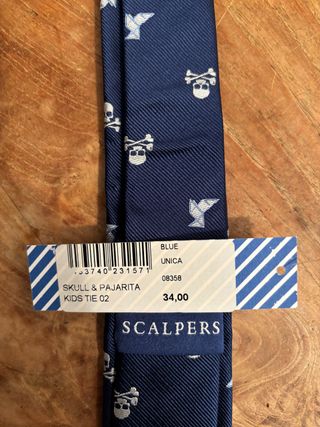 BLUE
UNICA
08358
34,00
53740 231571
SKULL & PAJARITA
KIDS TIE 02
SCALPERS